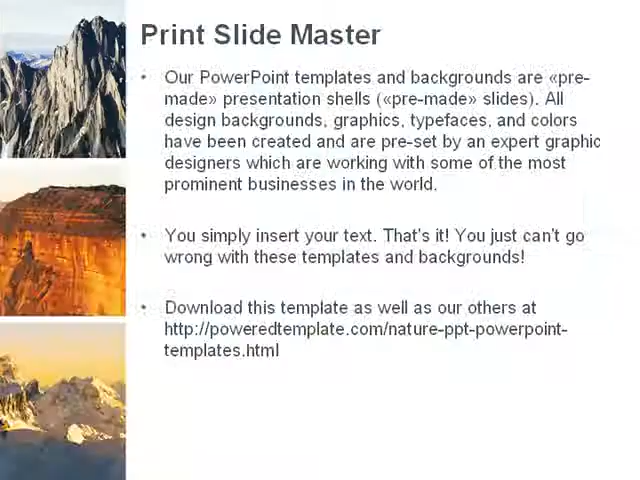 Print Slide Master
• Our PowerPoint templates and backgrounds are «pre-
made» presentation shells («pre-made» slides). All
design backgrounds, graphics, typefaces, and colors
have been created and are pre-set by an expert graphic
designers which are working with some of the most
prominent businesses in the world.
• You simply insert your text. That's it! You just can't go
wrong with these templates and backgrounds!
• Download this template as well as our others at
http://poweredtemplate.com/nature-ppt-powerpoint-
templates.html